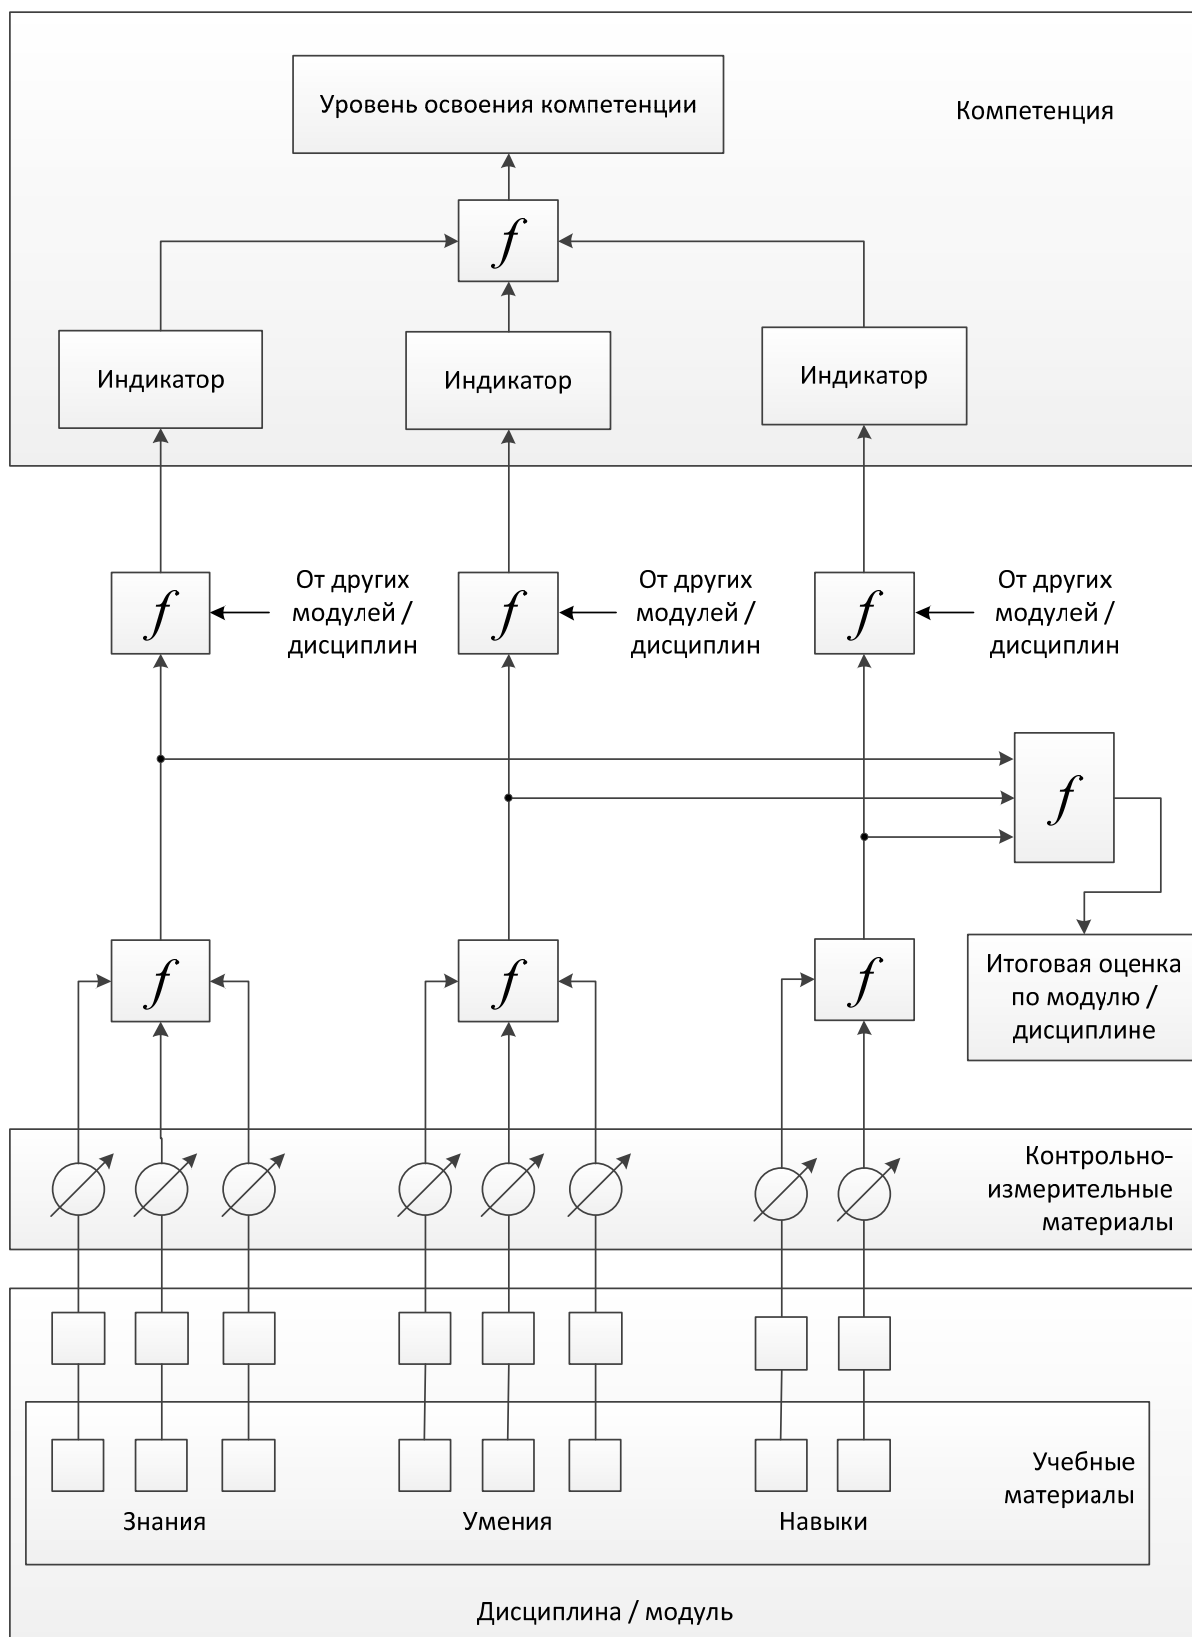 Уровень освоения компетенции
Компетенция
f
Индикатор
Индикатор
Индикатор
f
От других
модулей /
дисциплин
f
От других
модулей /
дисциплин
f
От других
модулей /
дисциплин
f
f
f
f
Итоговая оценка
по модулю /
дисциплине
Контрольно-
измерительные
материалы
Учебные
материалы
Знания
Умения
Навыки
Дисциплина / модуль